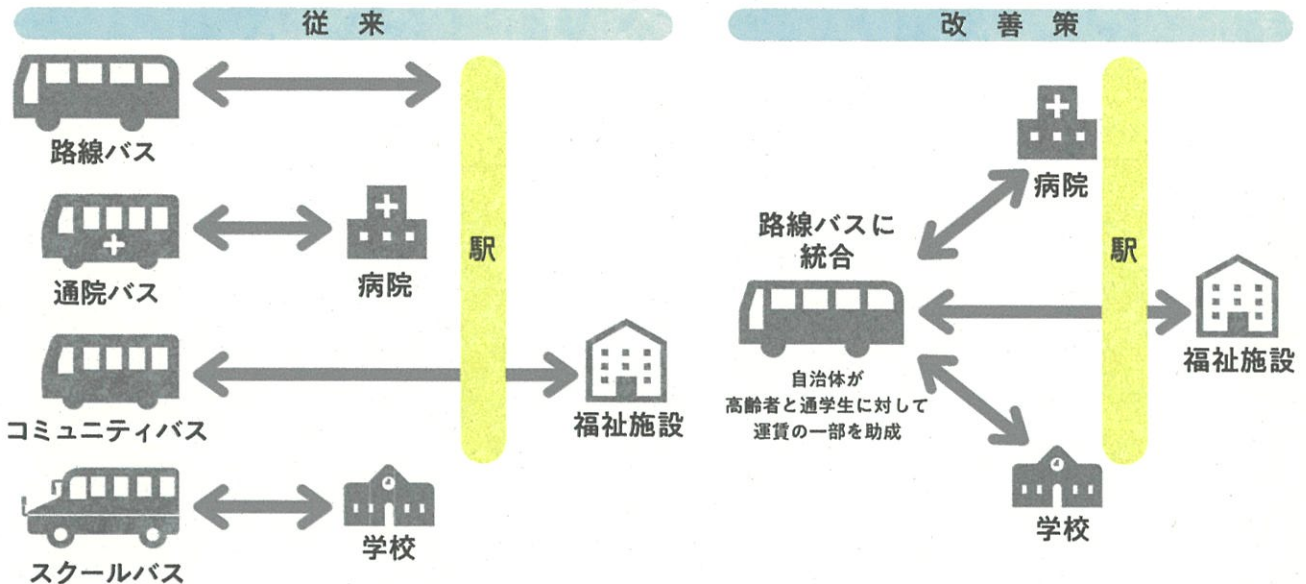 従来
路線バス
通院バス
病院
コミュニティバス
福祉施設
スクールバス
学校
駅
改善策
病院
路線バスに
統合
自治体が
高齢者と通学生に対して
運賃の一部を助成
駅
福祉施設
学校